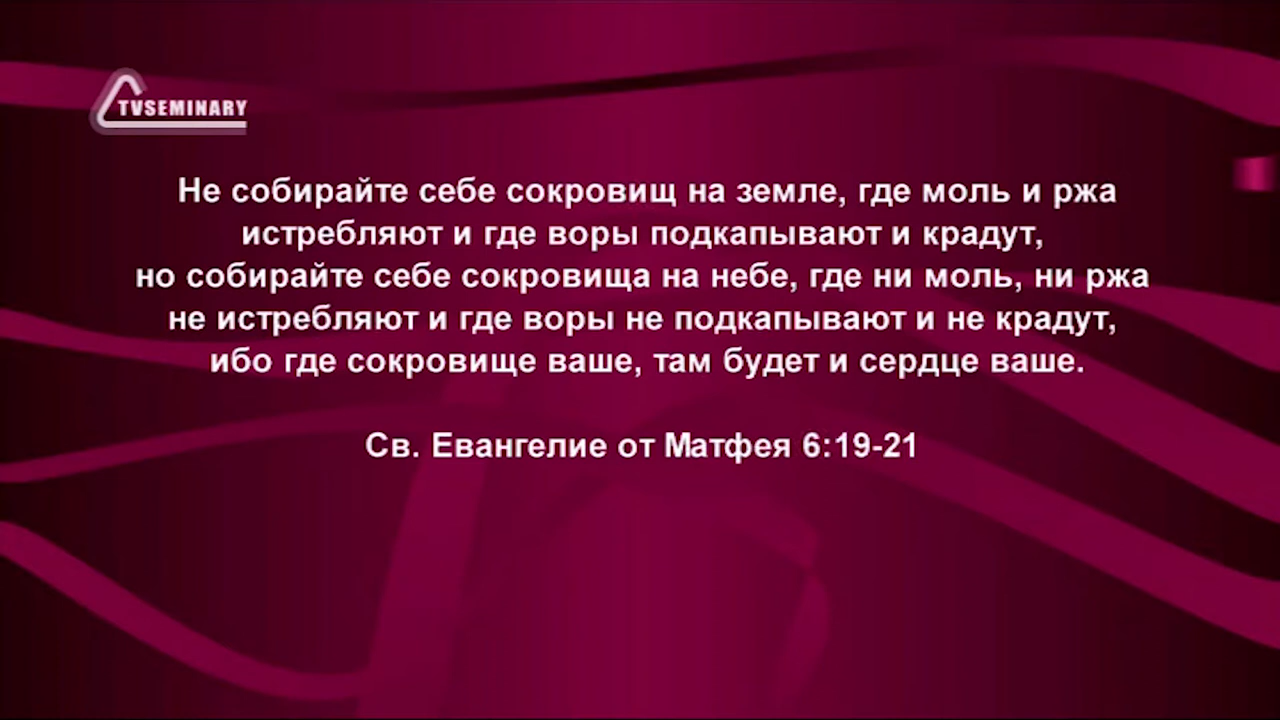 TVSEMINARY
Не собирайте себе сокровищ на земле, где моль и ржа
истребляют и где воры подкапывают и крадут,
но собирайте себе сокровища на небе, где ни моль, ни ржа
не истребляют и где воры не подкапывают и не крадут,
ибо где сокровище ваше, там будет и сердце ваше.
Св. Евангелие от Матфея 6:19-21